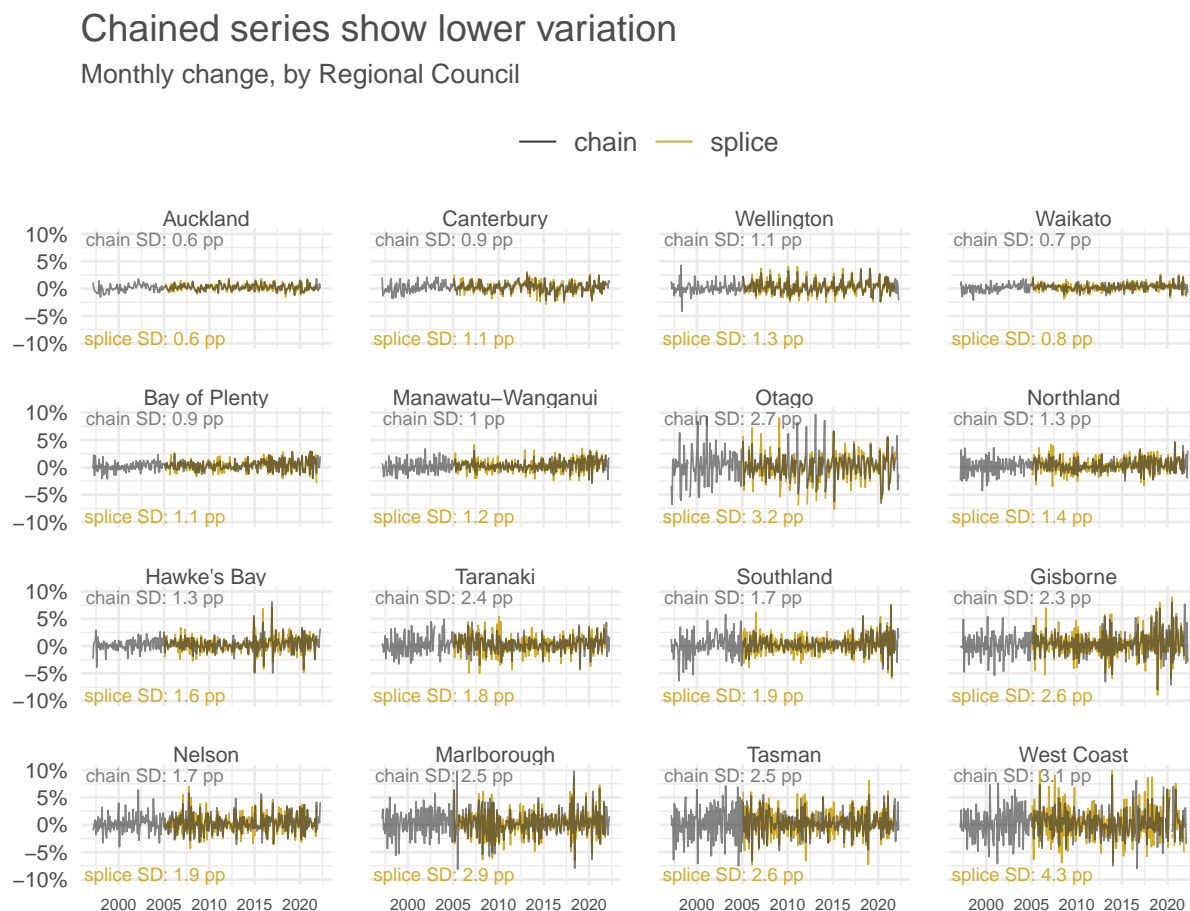 Chained series show lower variation
Monthly change, by Regional Council
chain splice
Auckland Canterbury Wellington Waikato
10% chain SD: 0.6 pp chain SD: 0.9 pp chain SD: 1.1 pp chain SD: 0.7 pp
5%
0%
−5%
−10% splice SD: 0.6 pp splice SD: 1.1 pp splice SD: 1.3 pp splice SD: 0.8 pp
Bay of Plenty Manawatu−Wanganui Otago Northland
10% chain SD: 0.9 pp chain SD: 1 pp chain SD: 2.7 pp chain SD: 1.3 pp
5%
0%
−5%
−10% splice SD: 1.1 pp splice SD: 1.2 pp splice SD: 3.2 pp splice SD: 1.4 pp
Hawke's Bay Taranaki Southland Gisborne
10% chain SD: 1.3 pp chain SD: 2.4 pp chain SD: 1.7 pp chain SD: 2.3 pp
5%
0%
−5%
−10% splice SD: 1.6 pp splice SD: 1.8 pp splice SD: 1.9 pp splice SD: 2.6 pp
Nelson Marlborough Tasman West Coast
10% chain SD: 1.7 pp chain SD: 2.5 pp chain SD: 2.5 pp chain SD: 3.1 pp
5%
0%
−5%
−10% splice SD: 1.9 pp splice SD: 2.9 pp splice SD: 2.6 pp splice SD: 4.3 pp
2000 2005 2010 2015 2020 2000 2005 2010 2015 2020 2000 2005 2010 2015 2020 2000 2005 2010 2015 2020